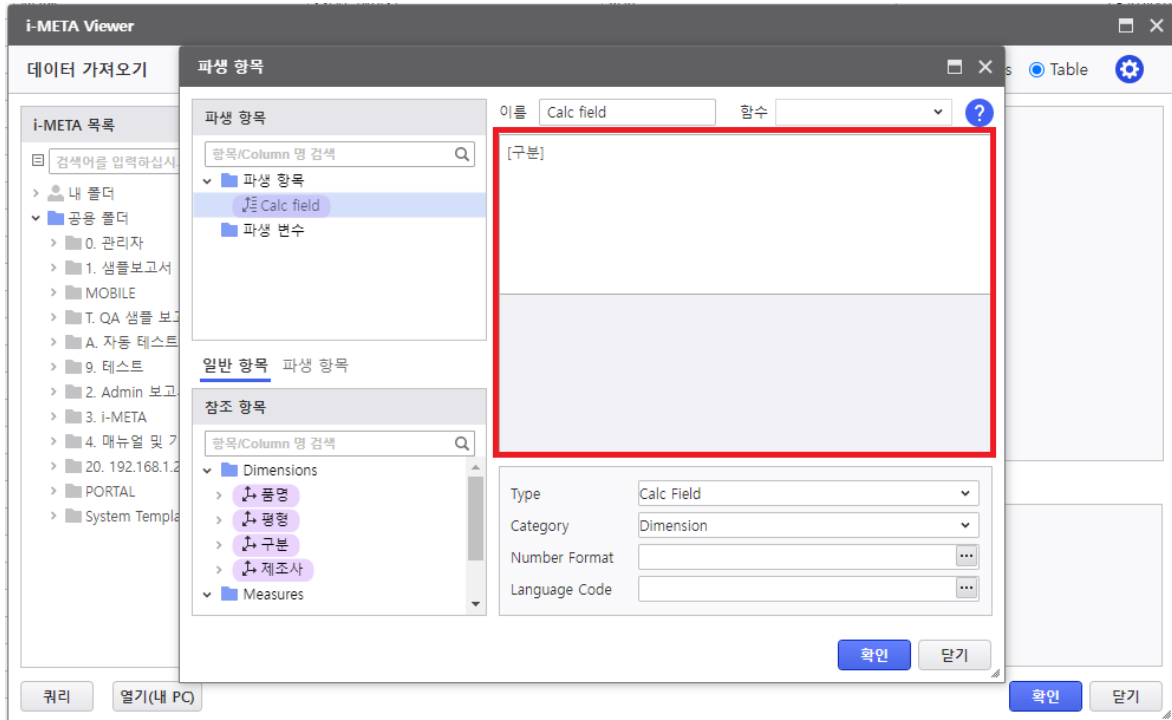 i-META Viewer
데이터 가져오기
s Table
i-META 목록
검색어를 입력하십시
내 폴더
공용 폴더
0. 관리자
1. 샘플보고서
MOBILE
T. QA 샘플 보고
A. 자동 테스트
9. 테스트
2. Admin 보고
3. i-META
4. 매뉴얼 및 기
20. 192.168.1.2
PORTAL
System Templa
쿼리
열기(내 PC)
파생 항목
파생 항목
항목/Column 명 검색
파생 항목
Calc field
파생 변수
일반 항목 파생 항목
참조 항목
항목/Column 명 검색
Dimensions
품명
평형
구분
제조사
Measures
이름 Calc field 함수 ?
[구분]
Type Calc Field
Category Dimension
Number Format ...
Language Code ...
확인 닫기
확인 닫기